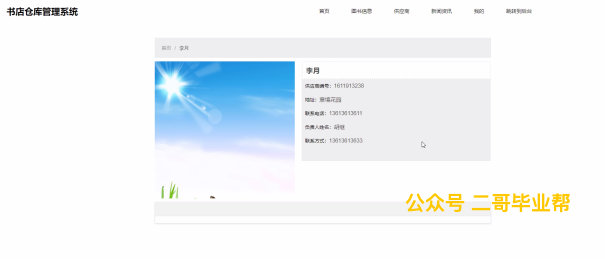 书店仓库管理系统
首页 图书信息 供应商 新闻资讯 我的 跳转到后台
首页 / 李月
李月
供应商编号：1611913238
地址：景绣花园
联系电话：13613613611
负责人姓名：胡姓
联系方式：13613613633
公众号 二哥毕业帮